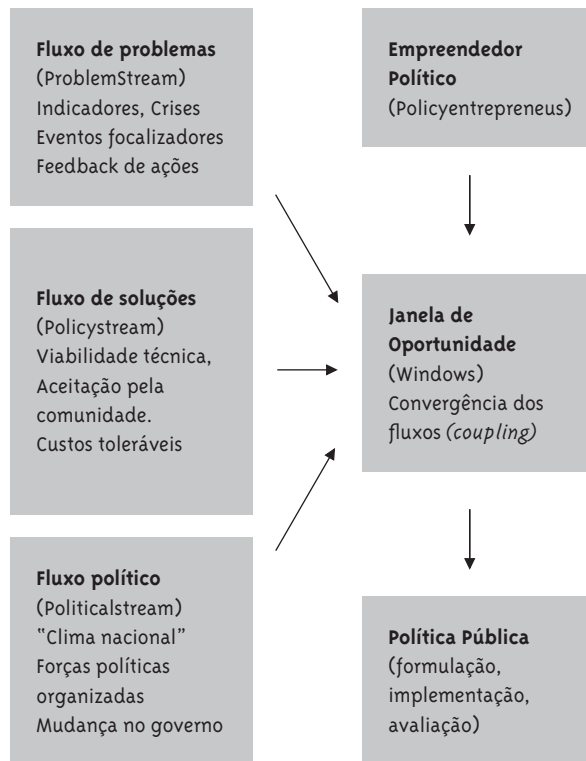 Fluxo de problemas
(ProblemStream)
Indicadores, Crises
Eventos focalizadores
Feedback de ações
Fluxo de soluções
(Policystream)
Viabilidade técnica,
Aceitação pela
comunidade.
Custos toleráveis
Fluxo político
(Politicalstream)
"Clima nacional"
Forças políticas
organizadas
Mudança no governo
Empreendedor
Político
(Policyentrepreneus)
Janela de
Oportunidade
(Windows)
Convergência dos
fluxos (coupling)
Política Pública
(formulação,
implementação,
avaliação)